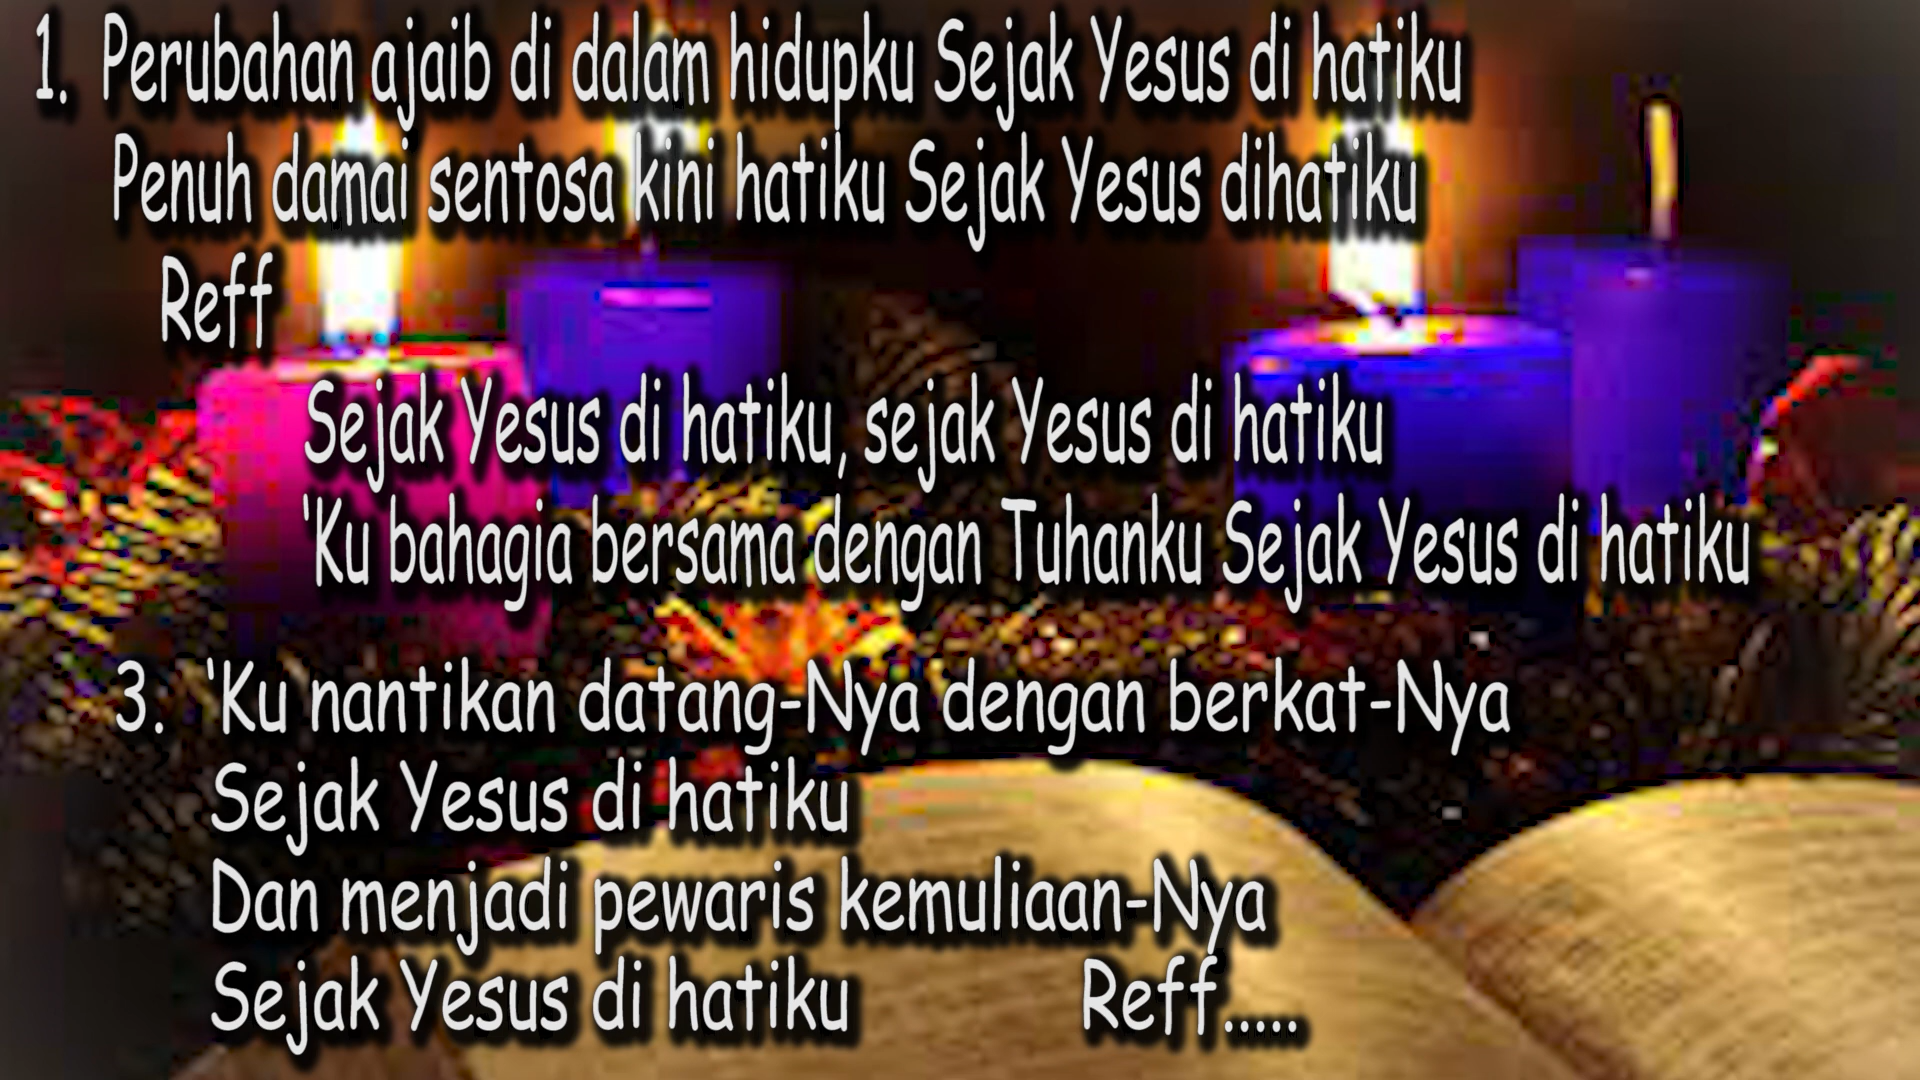 1. Perubahan ajaib di dalam hidupku Sejak Yesus di hatiku
Penuh damai sentosa kini hatiku Sejak Yesus dihatiku
Reff
Sejak Yesus di hatiku, sejak Yesus di hatiku
'Ku bahagia bersama dengan Tuhanku Sejak Yesus di hatiku
3. 'Ku nantikan datang-Nya dengan berkat-Nya
Sejak Yesus di hatiku
Dan menjadi pewaris kemuliaan-Nya
Sejak Yesus di hatiku Reff.....